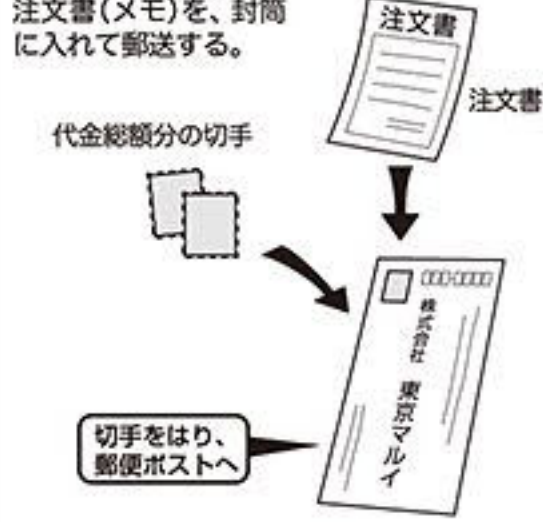 注文書(メモ)を、封筒
に入れて郵送する。
注文書
注文書
代金総額分の切手
株式会社 東京マルイ
切手をはり、
郵便ポストへ